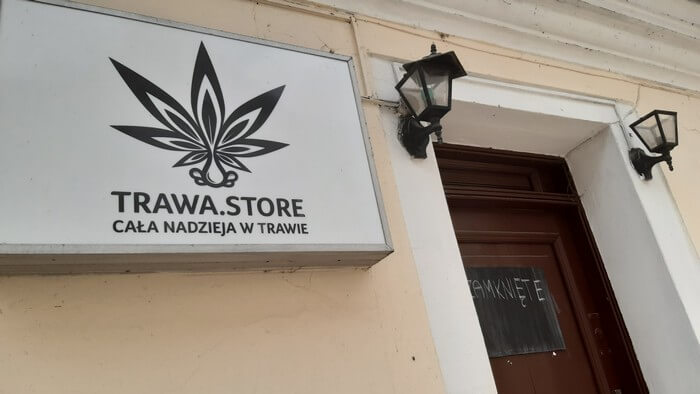 TRAWA.STORE
CAŁA NADZIEJA W TRAWIE
ZAMKNIĘTE